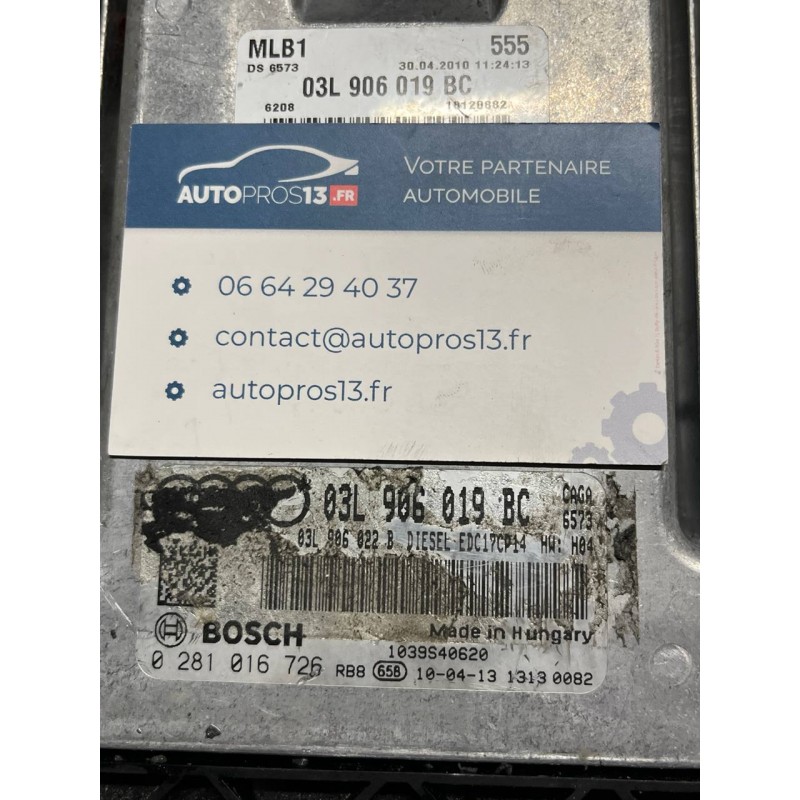 MLB1 555
DS 6573 30.04.2010 11:24:13
03L 906 019 BC
6208
AUTOPROS13.FR
VOTRE PARTENAIRE
AUTOMOBILE
06 64 29 40 37
contact@autopros13.fr
autopros13.fr
03L 906 019 BC CAGA
6573
03L 906 022 B DIESEL EDC17CP14 HW: H04
BOSCH
Made in Hungary
1039S40620
0 281 016 726 RB8 658 10-04-13 1313 0082